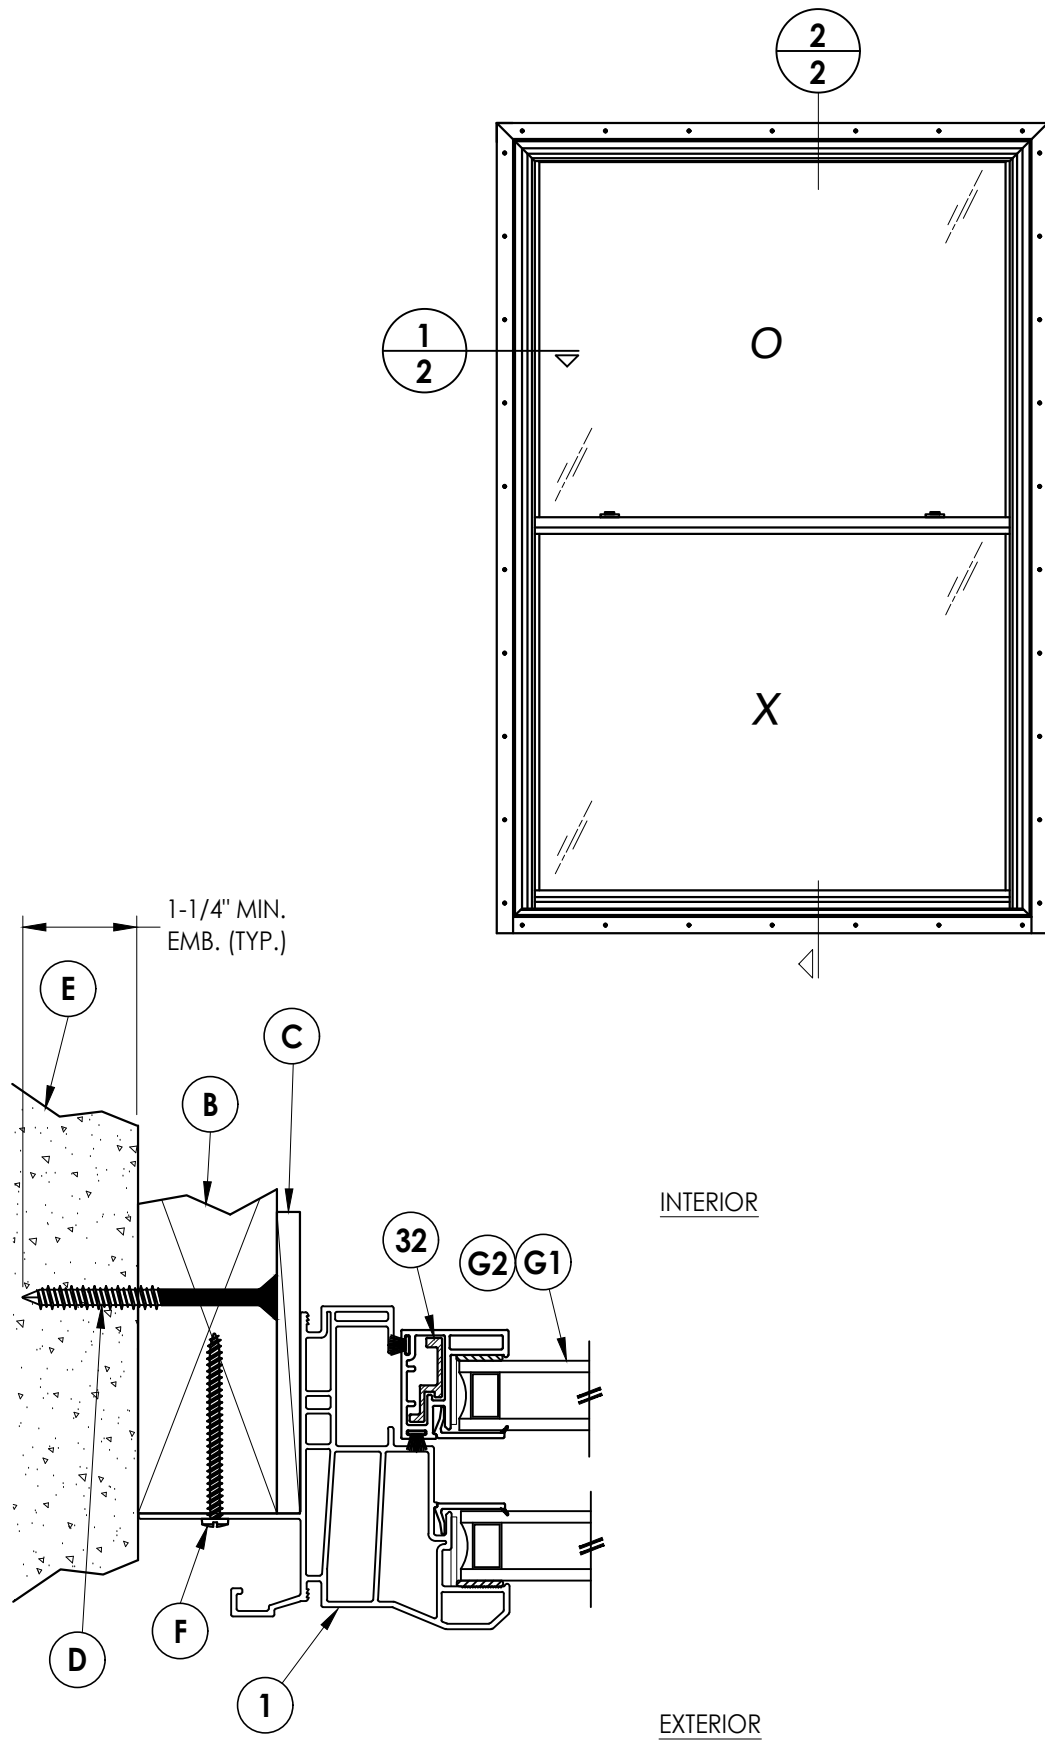 2
2
1
2
O
X
1-1/4" MIN.
EMB. (TYP.)
E
C
B
INTERIOR
32
G2
G1
F
D
1
EXTERIOR